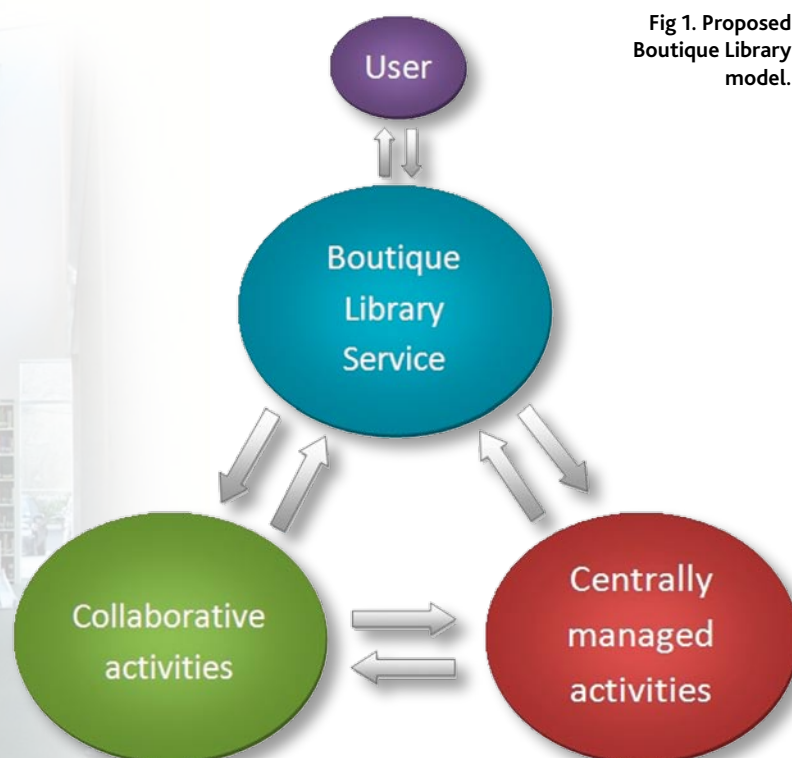 Fig 1. Proposed
Boutique Library
model.
User
Boutique
Library
Service
Collaborative
activities
Centrally
managed
activities